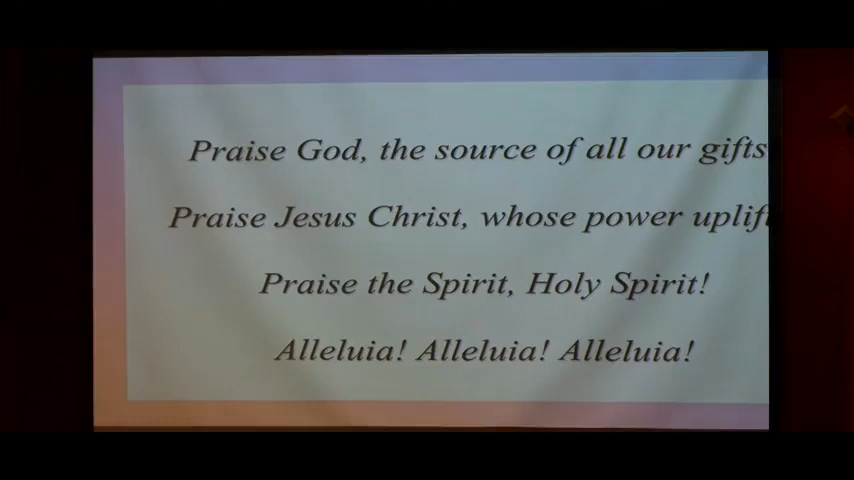 Praise God, the source of all our gifts
Praise Jesus Christ, whose power
Praise the Spirit, Holy Spirit!
Alleluia! Alleluia! Alleluia!